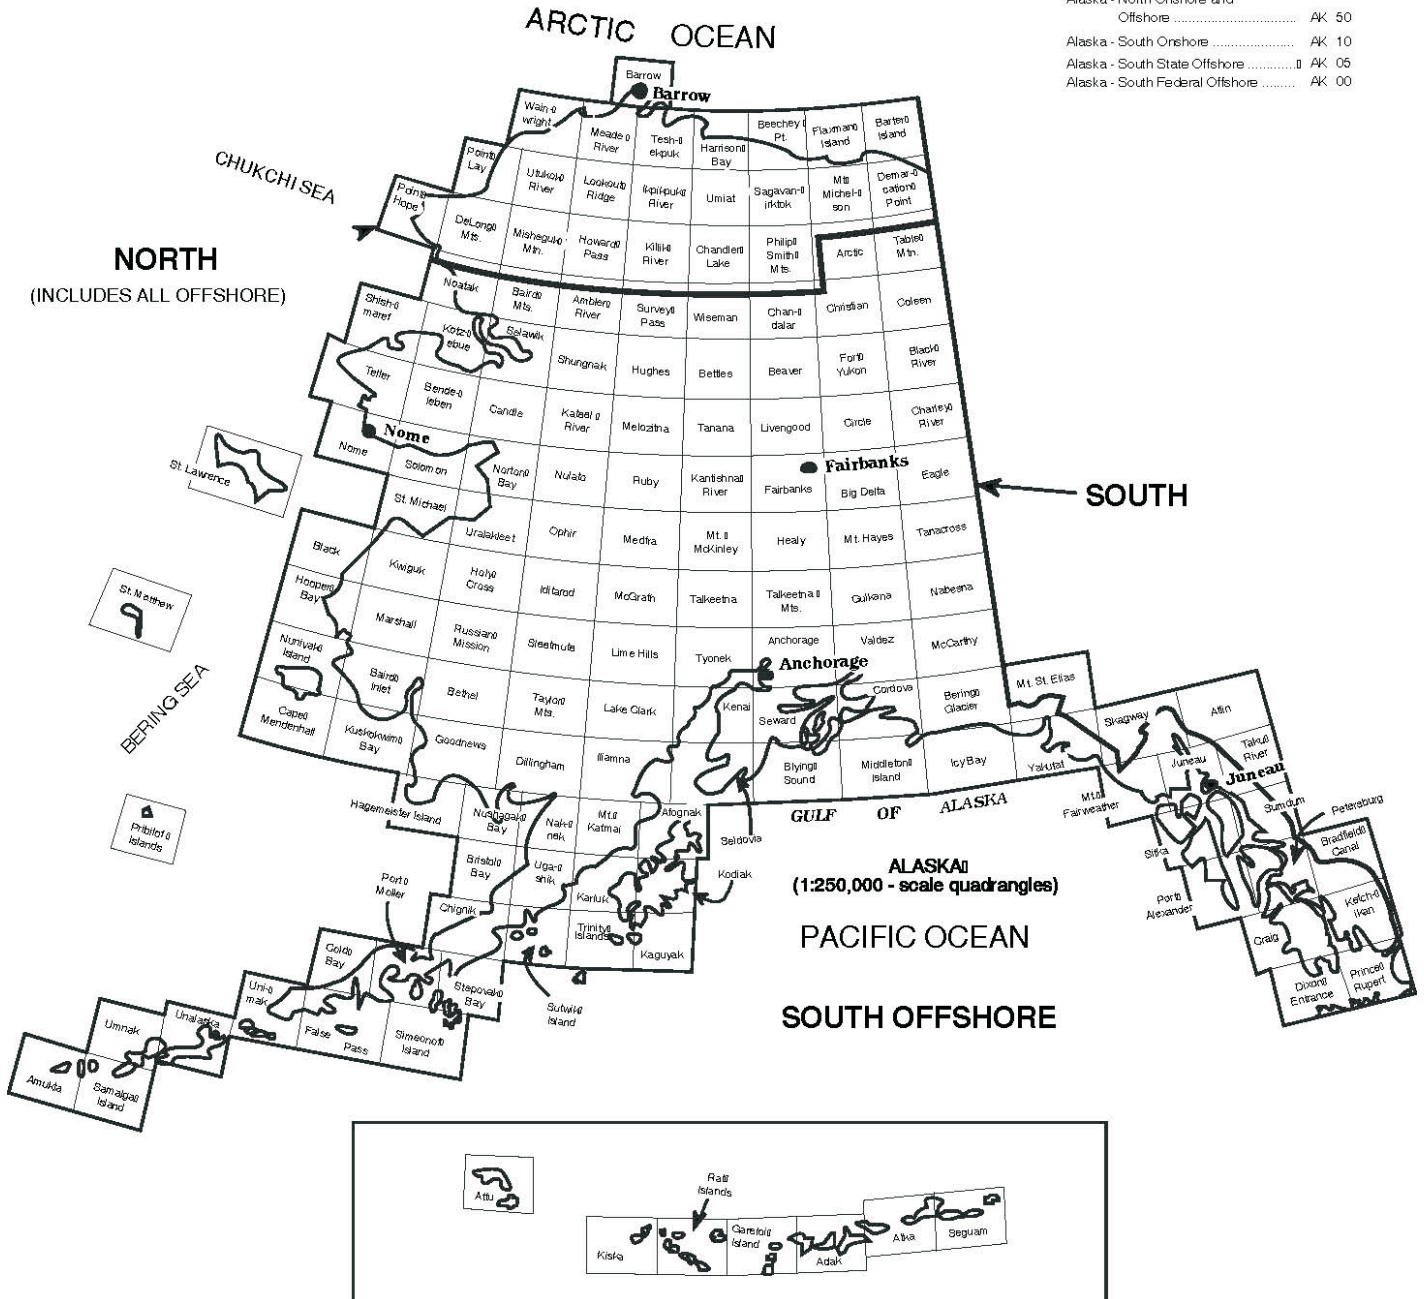 Alaska - North Onshore and
Offshore ................................ AK 50
Alaska - South Onshore ..................... AK 10
Alaska - South State Offshore ............. AK 05
Alaska - South Federal Offshore ......... AK 00
ARCTIC OCEAN
Barrow
Barrow
Wain-
wright
Meade
River
Tesh-
ekpuk
Harrison
Bay
Beechey
Pt.
Flaxman
Island
Barter
Island
CHUKCHI SEA
Point
Lay
Utukok
River
Lookout
Ridge
Ikpikpuk
River
Umiat
Sagavan-
irktok
Mt
Michel-
son
Demar-
cation
Point
Point
Hope
DeLong
Mts.
Misheguk
Mtn.
Howard
Pass
Killik
River
Chandler
Lake
Philip
Smith
Mts.
Arctic
Table
Mtn.
NORTH
(INCLUDES ALL OFFSHORE)
Noatak
Baird
Mts.
Ambler
River
Survey
Pass
Wiseman
Chan-
dalar
Christian
Coleen
Shish-
maref
Kotz-
ebue
Selawik
Shungnak
Hughes
Bettles
Beaver
Fort
Yukon
Black
River
Teller
Bende-
leben
Candle
Kateel
River
Melozitna
Tanana
Livengood
Circle
Charley
River
Nome
Nome
Solomon
Norton
Bay
Nulato
Ruby
Kantishna
River
Fairbanks
Fairbanks
Big Delta
Eagle
SOUTH
St. Lawrence
St. Michael
Uralakleet
Ophir
Medfra
Mt.
McKinley
Healy
Mt. Hayes
Tanacross
Black
Kwiguk
Holy
Cross
Iditarod
McGrath
Talkeetna
Talkeetna
Mts.
Gulkana
Nabesna
St. Matthew
Hooper
Bay
Marshall
Russian
Mission
Sleetmute
Lime Hills
Tyonek
Anchorage
Anchorage
Valdez
McCarthy
BERING SEA
Nunivak
Island
Baird
Inlet
Bethel
Taylor
Mts.
Lake Clark
Kenai
Seward
Cordova
Bering
Glacier
Mt. St. Elias
Cape
Mendenhall
Kuskokwim
Bay
Goodnews
Dillingham
Iliamna
Blying
Sound
Middleton
Island
Icy Bay
Yakutat
Skagway
Atlin
Juneau
Taku
River
Juneau
Mt.
Fairweather
Sumdum
Petersburg
Bradfield
Canal
Sitka
Port
Alexander
Ketch-
ikan
Craig
Dixon
Entrance
Prince
Rupert
Pribilof
Islands
Hagemeister Island
Nushagak
Bay
Nak-
nek
Mt.
Katmai
Afognak
Seldovia
GULF OF ALASKA
Bristol
Bay
Uga-
shik
Karluk
Kodiak
ALASKA
(1:250,000 - scale quadrangles)
PACIFIC OCEAN
SOUTH OFFSHORE
Port
Moller
Chignik
Trinity
Islands
Kaguyak
Cold
Bay
Stepovak
Bay
Sutwik
Island
Uni-
mak
False
Pass
Simeonof
Island
Umnak
Unalaska
Amukta
Samalga
Island
Attu
Rat
Islands
Kiska
Gareloi
Island
Adak
Atka
Seguam